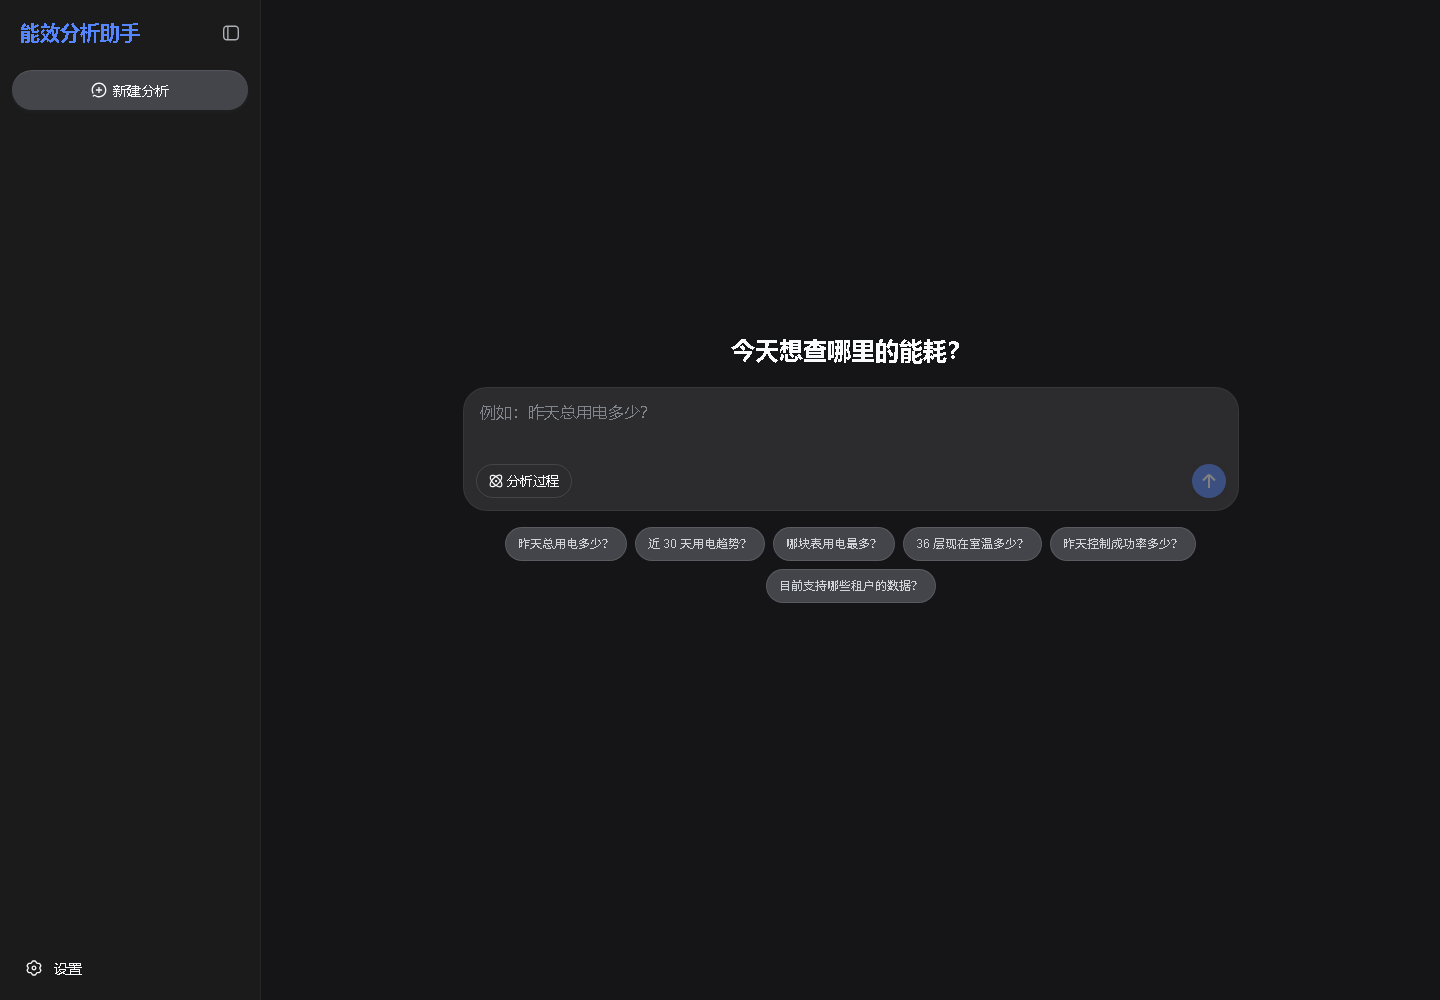 能效分析助手
新建分析
今天想查哪里的能耗？
例如：昨天总用电多少？
分析过程
昨天总用电多少？
近 30 天用电趋势？
哪块表用电最多？
36 层现在室温多少？
昨天控制成功率多少？
目前支持哪些租户的数据？
设置